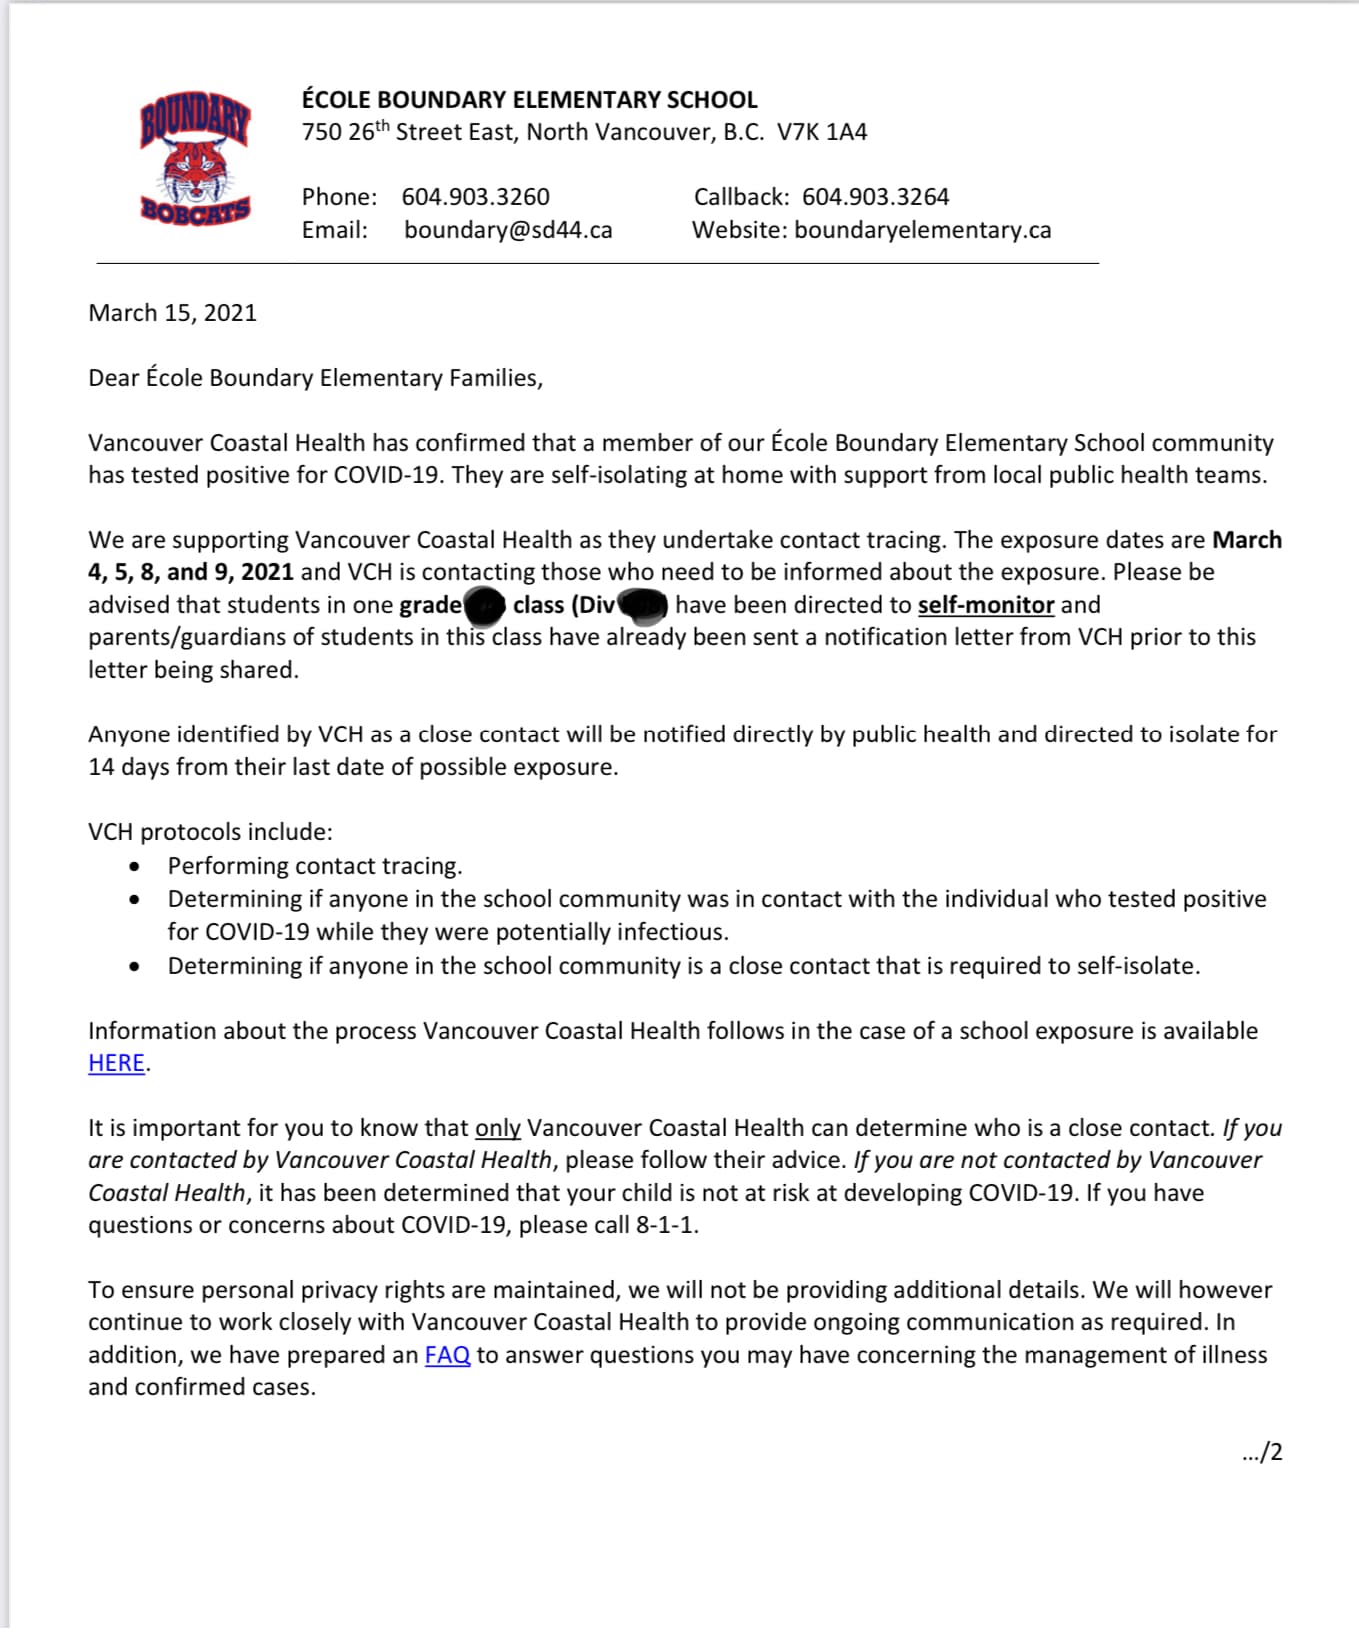 BOUNDARY
BOBCATS
ÉCOLE BOUNDARY ELEMENTARY SCHOOL
750 26th Street East, North Vancouver, B.C. V7K 1A4
Phone: 604.903.3260 Callback: 604.903.3264
Email: boundary@sd44.ca Website: boundaryelementary.ca
March 15, 2021
Dear École Boundary Elementary Families,
Vancouver Coastal Health has confirmed that a member of our École Boundary Elementary School community
has tested positive for COVID-19. They are self-isolating at home with support from local public health teams.
We are supporting Vancouver Coastal Health as they undertake contact tracing. The exposure dates are March
4, 5, 8, and 9, 2021 and VCH is contacting those who need to be informed about the exposure. Please be
advised that students in one grade class (Div ) have been directed to self-monitor and
parents/guardians of students in this class have already been sent a notification letter from VCH prior to this
letter being shared.
Anyone identified by VCH as a close contact will be notified directly by public health and directed to isolate for
14 days from their last date of possible exposure.
VCH protocols include:
• Performing contact tracing.
• Determining if anyone in the school community was in contact with the individual who tested positive
for COVID-19 while they were potentially infectious.
• Determining if anyone in the school community is a close contact that is required to self-isolate.
Information about the process Vancouver Coastal Health follows in the case of a school exposure is available
HERE.
It is important for you to know that only Vancouver Coastal Health can determine who is a close contact. If you
are contacted by Vancouver Coastal Health, please follow their advice. If you are not contacted by Vancouver
Coastal Health, it has been determined that your child is not at risk at developing COVID-19. If you have
questions or concerns about COVID-19, please call 8-1-1.
To ensure personal privacy rights are maintained, we will not be providing additional details. We will however
continue to work closely with Vancouver Coastal Health to provide ongoing communication as required. In
addition, we have prepared an FAQ to answer questions you may have concerning the management of illness
and confirmed cases.
.../2